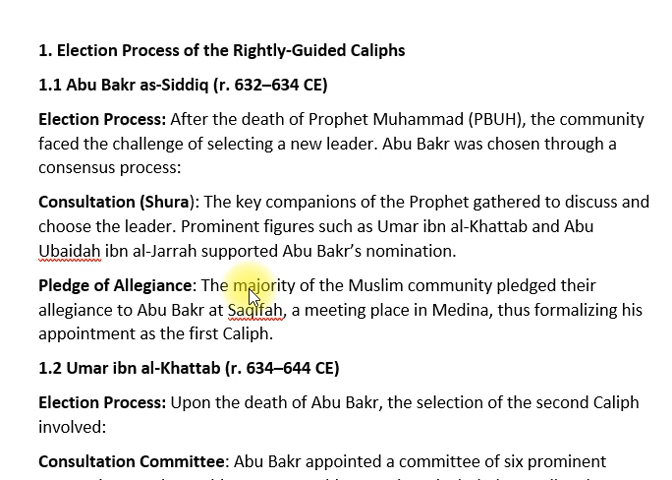 1. Election Process of the Rightly-Guided Caliphs
1.1 Abu Bakr as-Siddiq (r. 632–634 CE)
Election Process: After the death of Prophet Muhammad (PBUH), the community
faced the challenge of selecting a new leader. Abu Bakr was chosen through a
consensus process:
Consultation (Shura): The key companions of the Prophet gathered to discuss and
choose the leader. Prominent figures such as Umar ibn al-Khattab and Abu
Ubaidah ibn al-Jarrah supported Abu Bakr’s nomination.
Pledge of Allegiance: The majority of the Muslim community pledged their
allegiance to Abu Bakr at Saqifah, a meeting place in Medina, thus formalizing his
appointment as the first Caliph.
1.2 Umar ibn al-Khattab (r. 634–644 CE)
Election Process: Upon the death of Abu Bakr, the selection of the second Caliph
involved:
Consultation Committee: Abu Bakr appointed a committee of six prominent